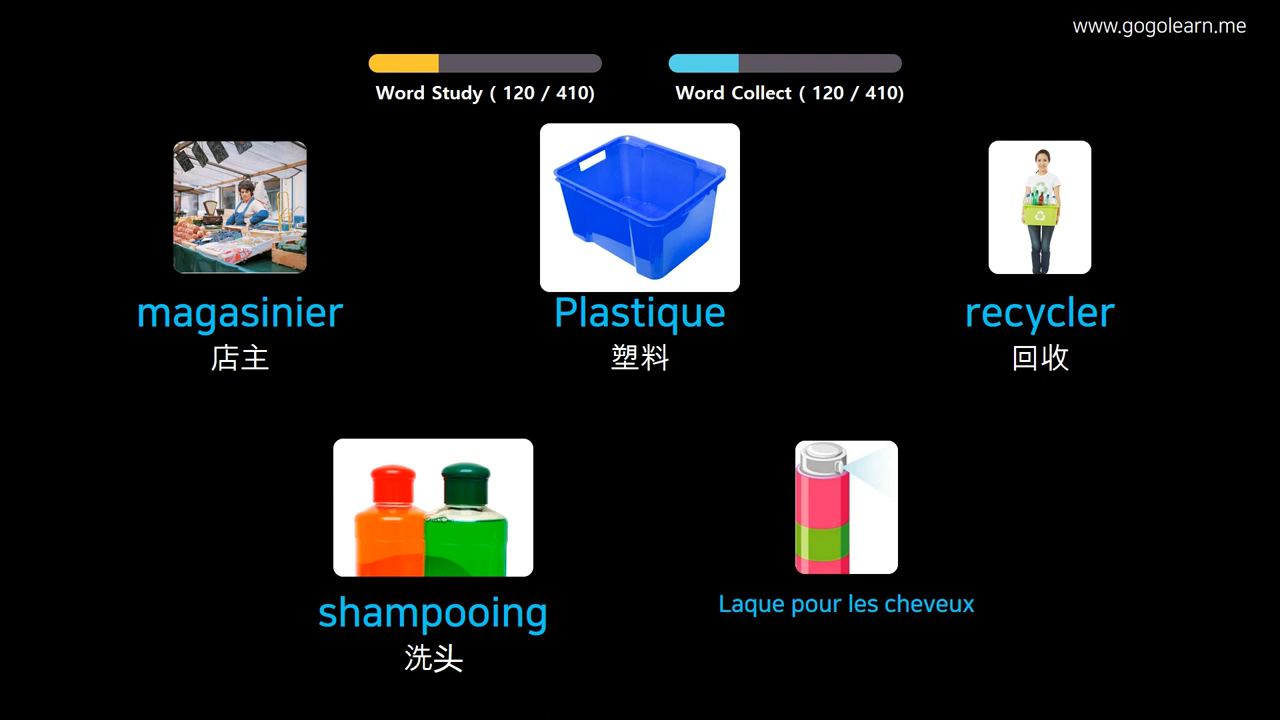 www.gogolearn.me
Word Study ( 120 / 410)
Word Collect ( 120 / 410)
magasinier
店主
Plastique
塑料
recycler
回收
shampooing
洗头
Laque pour les cheveux